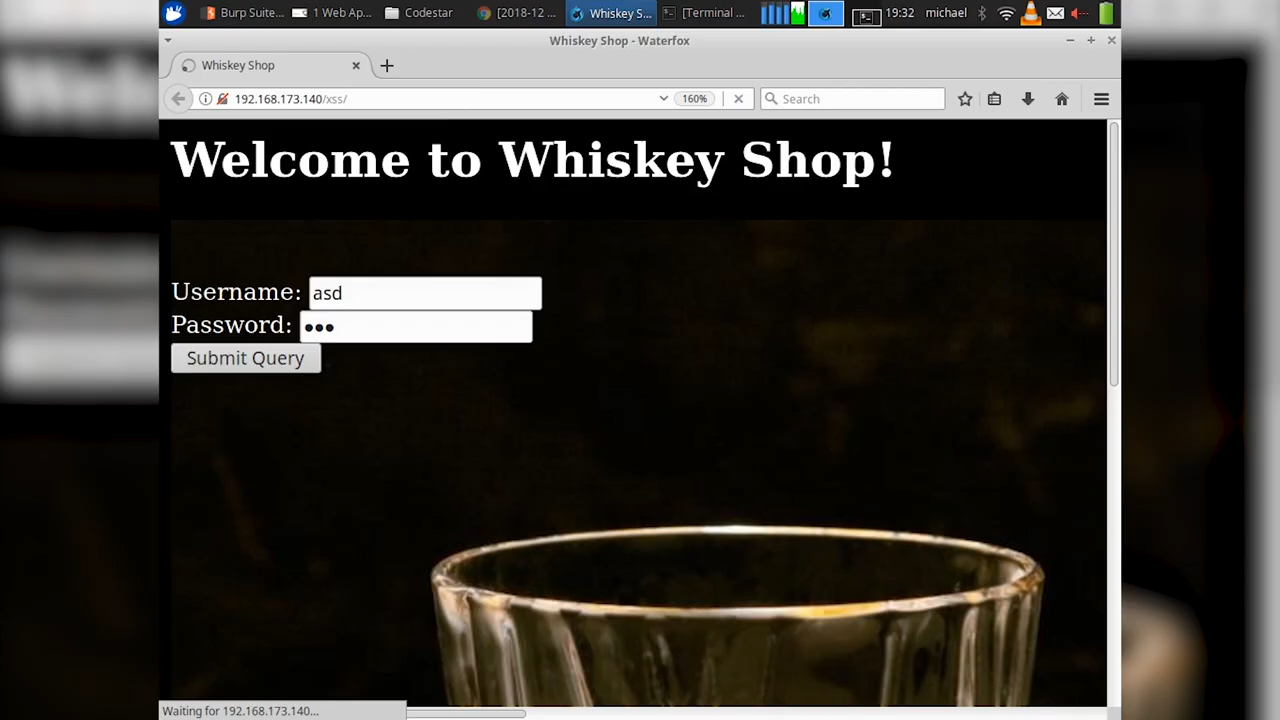 Burp Suite...
1 Web Ap...
Codestar
[2018-12 ...
Whiskey S...
[Terminal ...
19:32
michael
Whiskey Shop - Waterfox
Whiskey Shop
192.168.173.140/xss/
160%
Search
Welcome to Whiskey Shop!
Username: asd
Password: •••
Submit Query
Waiting for 192.168.173.140...